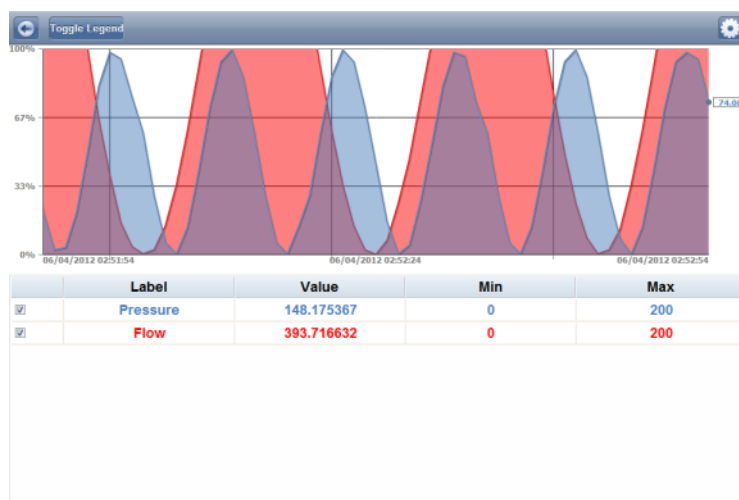 Toggle Legend
100%
67%
33%
0%
74.08
06/04/2012 02:51:54 06/04/2012 02:52:24 06/04/2012 02:52:54
Label Value Min Max
Pressure 148.175367 0 200
Flow 393.716632 0 200